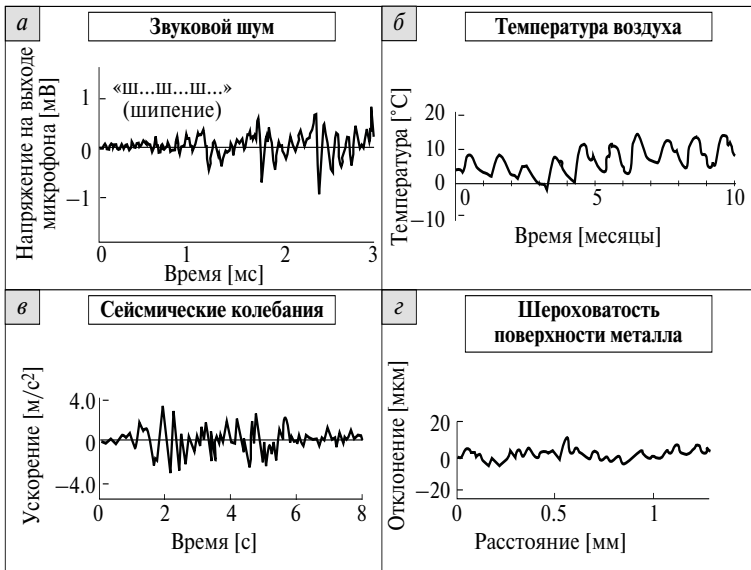 а
Звуковой шум
Напряжение на выходе
микрофона [мВ]
«ш...ш...ш...»
(шипение)
1
0
−1
0 1 2 3
Время [мс]
б
Температура воздуха
Температура [°C]
20
10
0
−10
0 5 10
Время [месяцы]
в
Сейсмические колебания
Ускорение [м/с²]
4.0
0
−4.0
0 2 4 6 8
Время [с]
г
Шероховатость
поверхности металла
Отклонение [мкм]
20
0
−20
0 0.5 1
Расстояние [мм]